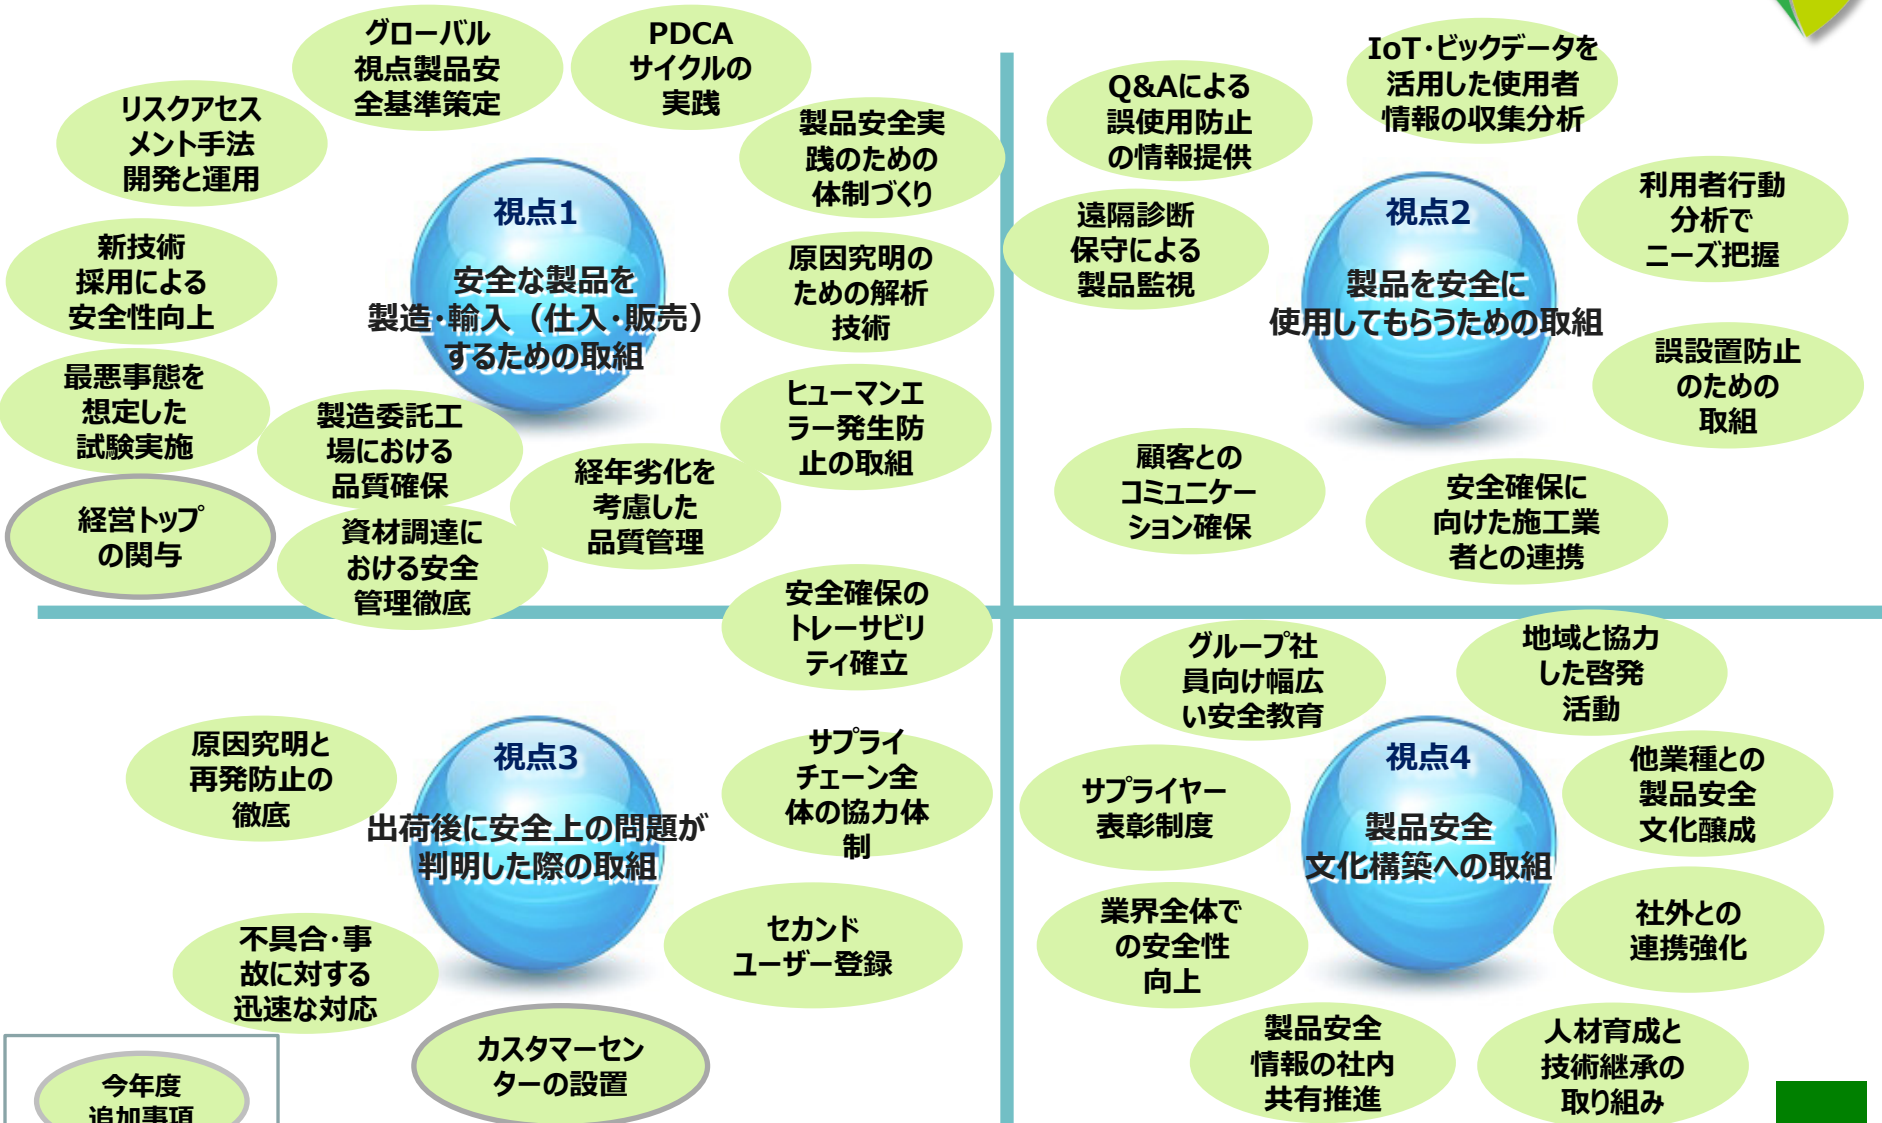 グローバル
視点製品安
全基準策定
PDCA
サイクルの
実践
リスクアセス
メント手法
開発と運用
製品安全実
践のための
体制づくり
視点1
安全な製品を
製造・輸入（仕入・販売）
するための取組
新技術
採用による
安全性向上
原因究明の
ための解析
技術
最悪事態を
想定した
試験実施
製造委託工
場における
品質確保
ヒューマンエ
ラー発生防
止の取組
経年劣化を
考慮した
品質管理
経営トップ
の関与
資材調達に
おける安全
管理徹底
安全確保の
トレーサビリ
ティ確立
IoT・ビックデータを
活用した使用者
情報の収集分析
Q&Aによる
誤使用防止
の情報提供
利用者行動
分析で
ニーズ把握
遠隔診断
保守による
製品監視
視点2
製品を安全に
使用してもらうための取組
誤設置防止
のための
取組
顧客との
コミュニケー
ション確保
安全確保に
向けた施工業
者との連携
原因究明と
再発防止の
徹底
視点3
出荷後に安全上の問題が
判明した際の取組
サプライ
チェーン全
体の協力体
制
セカンド
ユーザー登録
不具合・事
故に対する
迅速な対応
カスタマーセン
ターの設置
今年度
追加事項
グループ社
員向け幅広
い安全教育
地域と協力
した啓発
活動
サプライヤー
表彰制度
視点4
製品安全
文化構築への取組
他業種との
製品安全
文化醸成
業界全体で
の安全性
向上
社外との
連携強化
製品安全
情報の社内
共有推進
人材育成と
技術継承の
取り組み